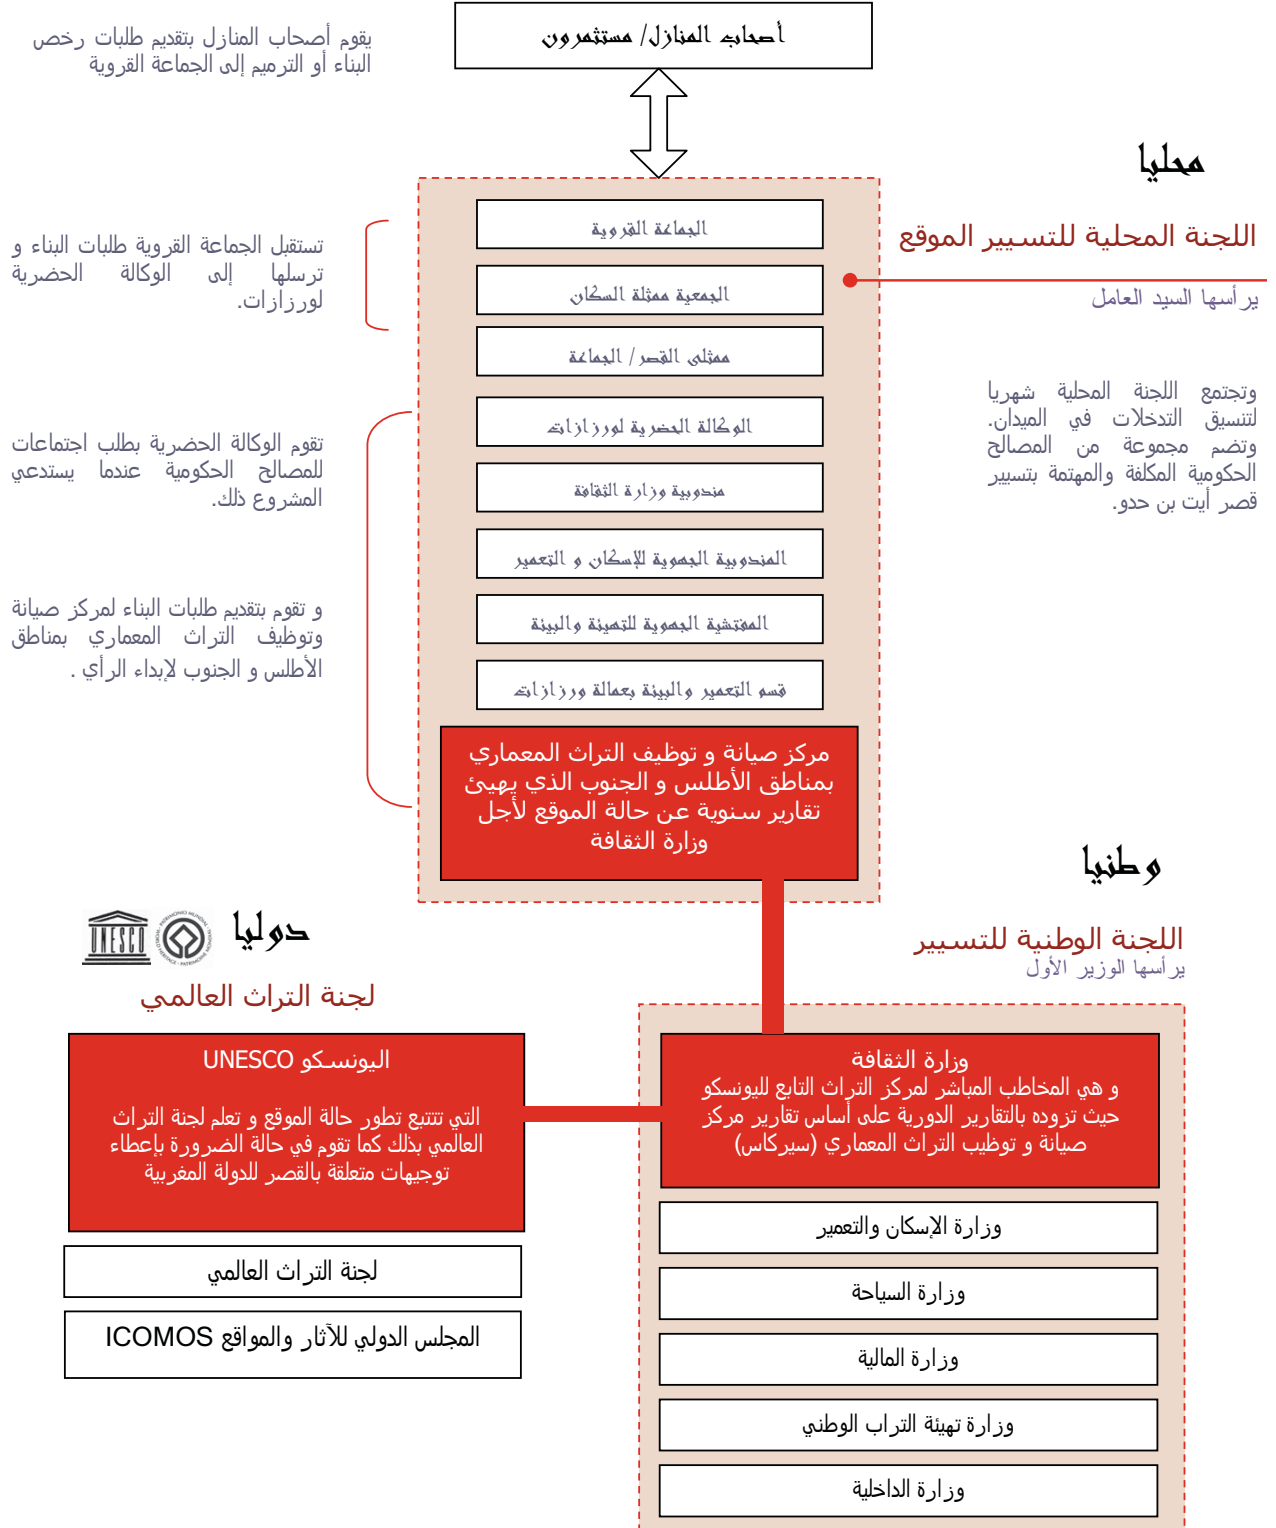 أصحاب المنازل/ مستثمرون
يقوم أصحاب المنازل بتقديم طلبات رخص
البناء أو الترميم إلى الجماعة القروية
محليا
اللجنة المحلية للتسيير الموقع
يرأسها السيد العامل
وتجتمع اللجنة المحلية شهريا
لتنسيق التدخلات في الميدان.
وتضم مجموعة من المصالح
الحكومية المكلفة والمهتمة بتسيير
قصر أيت بن حدو.
الجماعة القروية
الجمعية ممثلة السكان
ممثلي القصر/ الجماعة
الوكالة الحضرية لورزازات
مندوبية وزارة الثقافة
المندوبية الجهوية للإسكان و التعمير
المفتشية الجهوية للتهيئة والبيئة
قسم التعمير والبيئة بعمالة ورزازات
مركز صيانة و توظيف التراث المعماري
بمناطق الأطلس و الجنوب الذي يهيئ
تقارير سنوية عن حالة الموقع لأجل
وزارة الثقافة
تستقبل الجماعة القروية طلبات البناء و
ترسلها إلى الوكالة الحضرية
لورزازات.
تقوم الوكالة الحضرية بطلب اجتماعات
للمصالح الحكومية عندما يستدعي
المشروع ذلك.
و تقوم بتقديم طلبات البناء لمركز صيانة
وتوظيف التراث المعماري بمناطق
الأطلس و الجنوب لإبداء الرأي .
وطنيا
اللجنة الوطنية للتسيير
يرأسها الوزير الأول
وزارة الثقافة
و هي المخاطب المباشر لمركز التراث التابع لليونسكو
حيث تزوده بالتقارير الدورية على أساس تقارير مركز
صيانة و توظيب التراث المعماري (سيركاس)
وزارة الإسكان والتعمير
وزارة السياحة
وزارة المالية
وزارة تهيئة التراب الوطني
وزارة الداخلية
دوليا
UNESCO
لجنة التراث العالمي
اليونسكو UNESCO
التي تتتبع تطور حالة الموقع و تعلم لجنة التراث
العالمي بذلك كما تقوم في حالة الضرورة بإعطاء
توجيهات متعلقة بالقصر للدولة المغربية
لجنة التراث العالمي
المجلس الدولي للآثار والمواقع ICOMOS